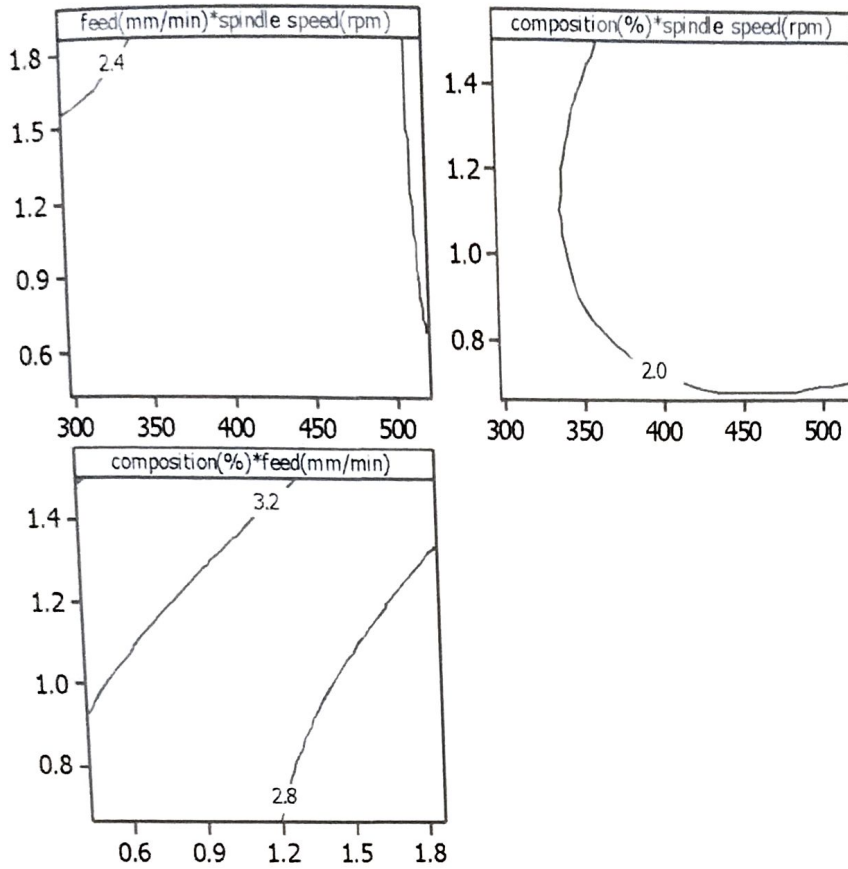 feed(mm/min)*spindle speed(rpm)
1.8
2.4
1.5
1.2
0.9
0.6
300 350 400 450 500
composition(%)*spindle speed(rpm)
1.4
1.2
1.0
0.8
2.0
300 350 400 450 500
composition(%)*feed(mm/min)
3.2
1.4
1.2
1.0
0.8
2.8
0.6 0.9 1.2 1.5 1.8